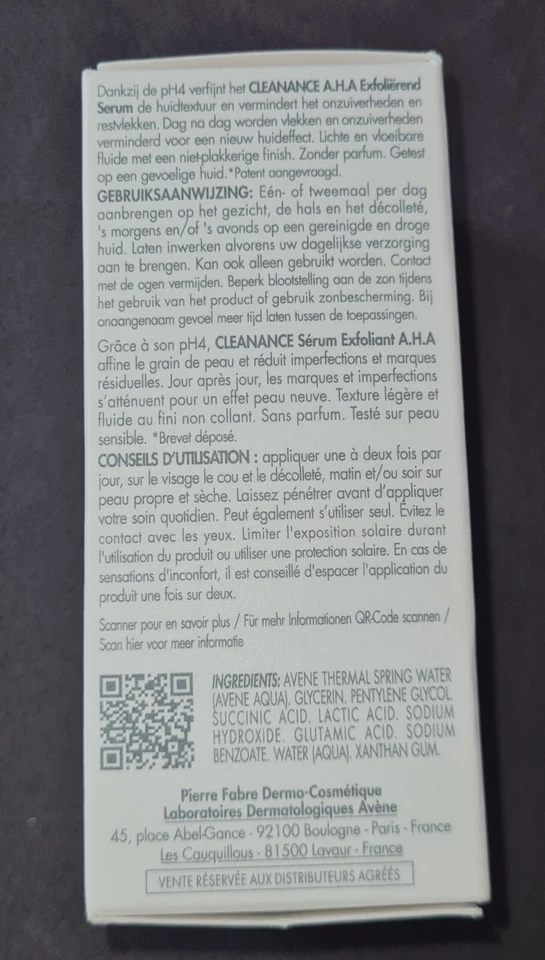 Dankzij de pH4 verfijnt het CLEANANCE A.H.A Exfoliërend
Serum de huidtextuur en vermindert het onzuiverheden en
restvlekken. Dag na dag worden vlekken en onzuiverheden
verminderd voor een nieuw huideffect. Lichte en vloeibare
fluide met een niet-plakkerige finish. Zonder parfum. Getest
op een gevoelige huid.*Patent aangevraagd.
GEBRUIKSAANWIJZING: Eén- of tweemaal per dag
aanbrengen op het gezicht, de hals en het décolleté,
's morgens en/of 's avonds op een gereinigde en droge
huid. Laten inwerken alvorens uw dagelijkse verzorging
aan te brengen. Kan ook alleen gebruikt worden. Contact
met de ogen vermijden. Beperk blootstelling aan de zon tijdens
het gebruik van het product of gebruik zonbescherming. Bij
onaangenaam gevoel meer tijd laten tussen de toepassingen.
Grâce à son pH4, CLEANANCE Sérum Exfoliant A.H.A
affine le grain de peau et réduit imperfections et marques
résiduelles. Jour après jour, les marques et imperfections
s'atténuent pour un effet peau neuve. Texture légère et
fluide au fini non collant. Sans parfum. Testé sur peau
sensible. *Brevet déposé.
CONSEILS D'UTILISATION : appliquer une à deux fois par
jour, sur le visage le cou et le décolleté, matin et/ou soir sur
peau propre et sèche. Laissez pénétrer avant d'appliquer
votre soin quotidien. Peut également s'utiliser seul. Évitez le
contact avec les yeux. Limiter l'exposition solaire durant
l'utilisation du produit ou utiliser une protection solaire. En cas de
sensations d'inconfort, il est conseillé d'espacer l'application du
produit une fois sur deux.
Scanner pour en savoir plus / Für mehr Informationen QR-Code scannen /
Scan hier voor meer informatie
INGREDIENTS: AVENE THERMAL SPRING WATER
(AVENE AQUA). GLYCERIN. PENTYLENE GLYCOL.
SUCCINIC ACID. LACTIC ACID. SODIUM
HYDROXIDE. GLUTAMIC ACID. SODIUM
BENZOATE. WATER (AQUA). XANTHAN GUM.
Pierre Fabre Dermo-Cosmétique
Laboratoires Dermatologiques Avène
45, place Abel-Gance - 92100 Boulogne - Paris - France
Les Cauquillous - 81500 Lavaur - France
VENTE RÉSERVÉE AUX DISTRIBUTEURS AGRÉÉS